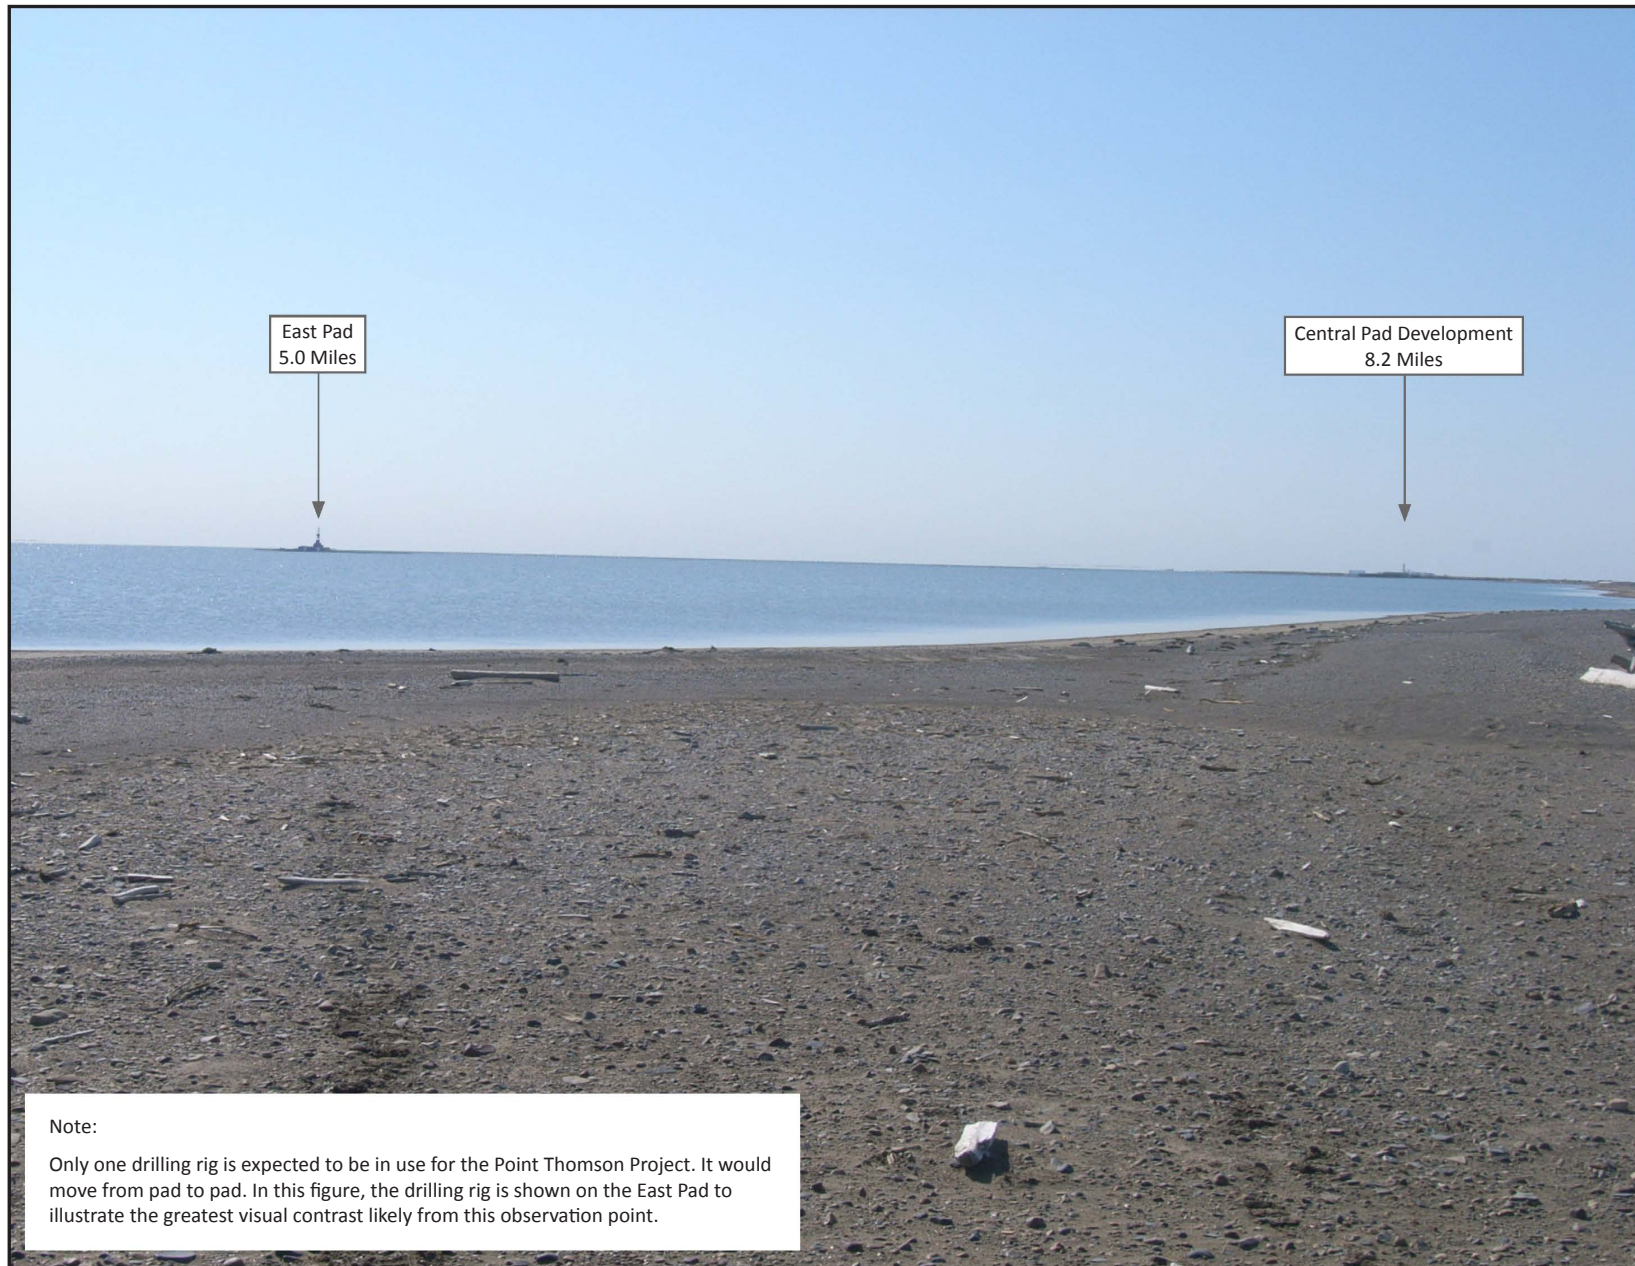 East Pad
5.0 Miles
Central Pad Development
8.2 Miles
Note:
Only one drilling rig is expected to be in use for the Point Thomson Project. It would
move from pad to pad. In this figure, the drilling rig is shown on the East Pad to
illustrate the greatest visual contrast likely from this observation point.